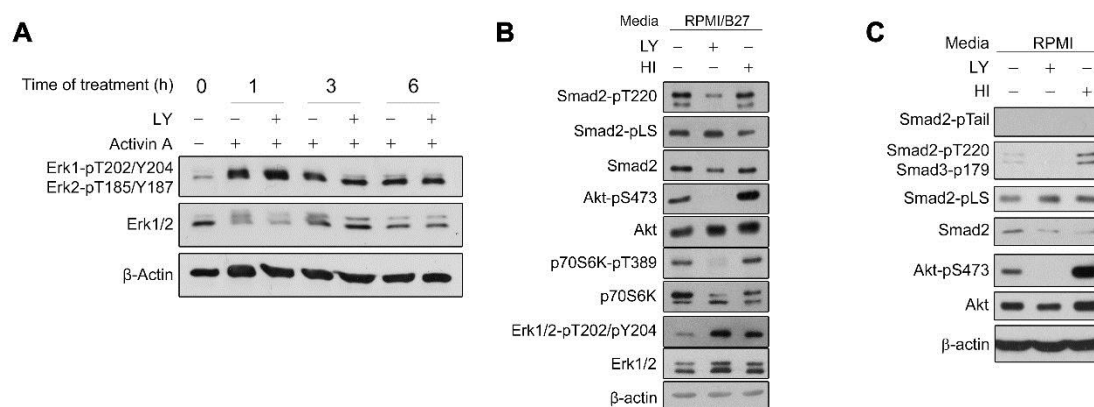 A
Time of treatment (h) 0 1 3 6
LY – – + – + – +
Activin A – + + + + + +
Erk1-pT202/Y204
Erk2-pT185/Y187
Erk1/2
β-Actin
B
Media RPMI/B27
LY – + –
HI – – +
Smad2-pT220
Smad2-pLS
Smad2
Akt-pS473
Akt
p70S6K-pT389
p70S6K
Erk1/2-pT202/pY204
Erk1/2
β-actin
C
Media RPMI
LY – + –
HI – – +
Smad2-pTail
Smad2-pT220
Smad3-p179
Smad2-pLS
Smad2
Akt-pS473
Akt
β-actin